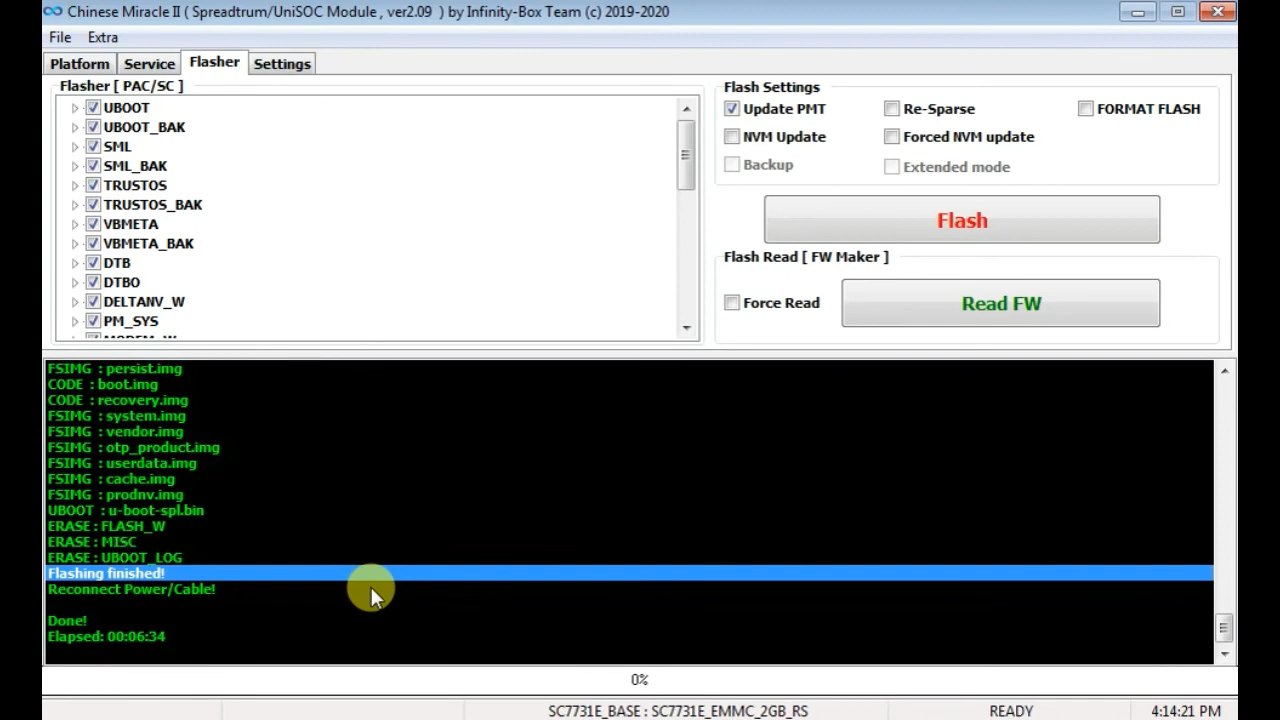 Chinese Miracle II ( Spreadtrum/UniSOC Module , ver2.09 ) by Infinity-Box Team (c) 2019-2020
File Extra
Platform Service Flasher Settings
Flasher [ PAC/SC ]
UBOOT
UBOOT_BAK
SML
SML_BAK
TRUSTOS
TRUSTOS_BAK
VBMETA
VBMETA_BAK
DTB
DTBO
DELTANV_W
PM_SYS
Flash Settings
Update PMT Re-Sparse FORMAT FLASH
NVM Update Forced NVM update
Backup Extended mode
Flash
Flash Read [ FW Maker ]
Force Read Read FW
FSIMG : persist.img
CODE : boot.img
CODE : recovery.img
FSIMG : system.img
FSIMG : vendor.img
FSIMG : otp_product.img
FSIMG : userdata.img
FSIMG : cache.img
FSIMG : prodnv.img
UBOOT : u-boot-spl.bin
ERASE : FLASH_W
ERASE : MISC
ERASE : UBOOT_LOG
Flashing finished!
Reconnect Power/Cable!
Done!
Elapsed: 00:06:34
0%
SC7731E_BASE : SC7731E_EMMC_2GB_RS READY 4:14:21 PM